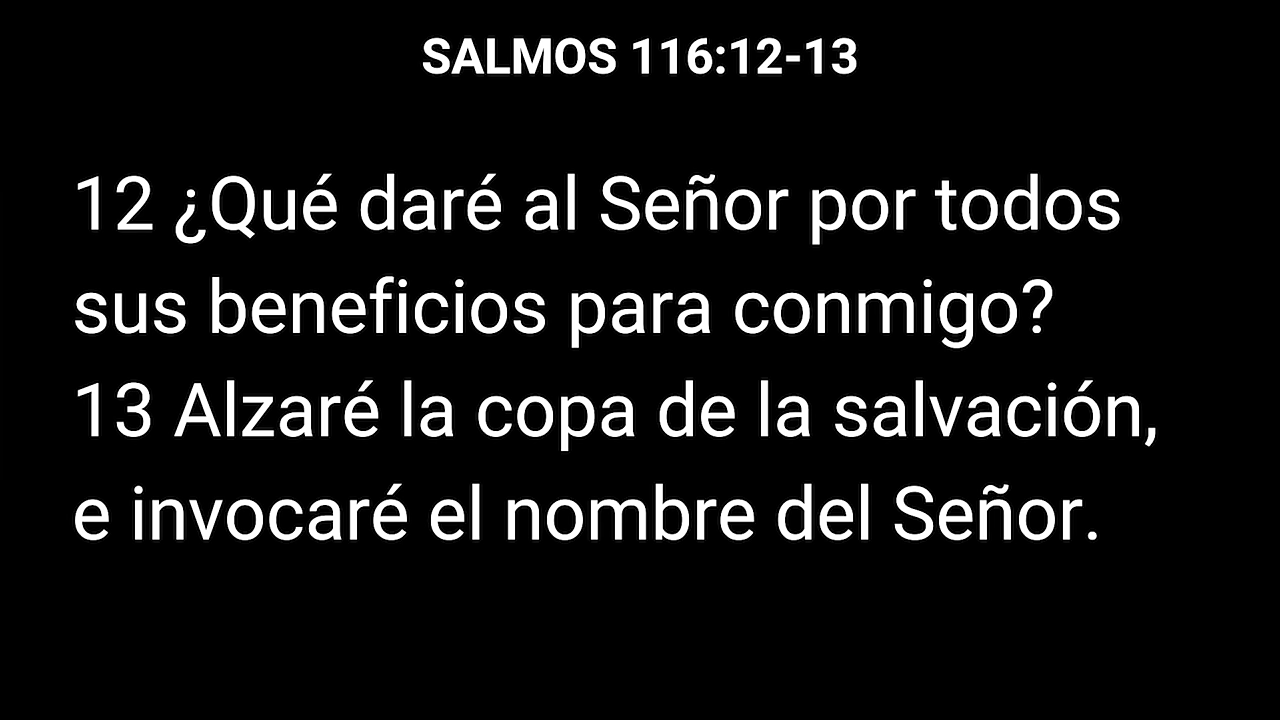 SALMOS 116:12-13
12 ¿Qué daré al Señor por todos
sus beneficios para conmigo?
13 Alzaré la copa de la salvación,
e invocaré el nombre del Señor.